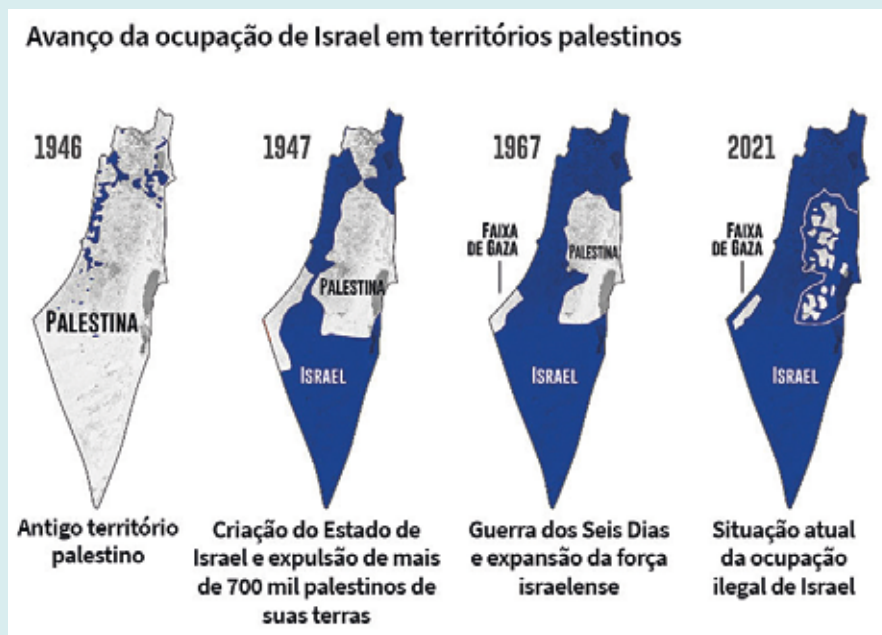 Avanço da ocupação de Israel em territórios palestinos
1946
PALESTINA
Antigo território
palestino
1947
PALESTINA
ISRAEL
Criação do Estado de
Israel e expulsão de mais
de 700 mil palestinos de
suas terras
1967
FAIXA
DE GAZA
PALESTINA
ISRAEL
Guerra dos Seis Dias
e expansão da força
israelense
2021
FAIXA
DE GAZA
ISRAEL
Situação atual
da ocupação
ilegal de Israel